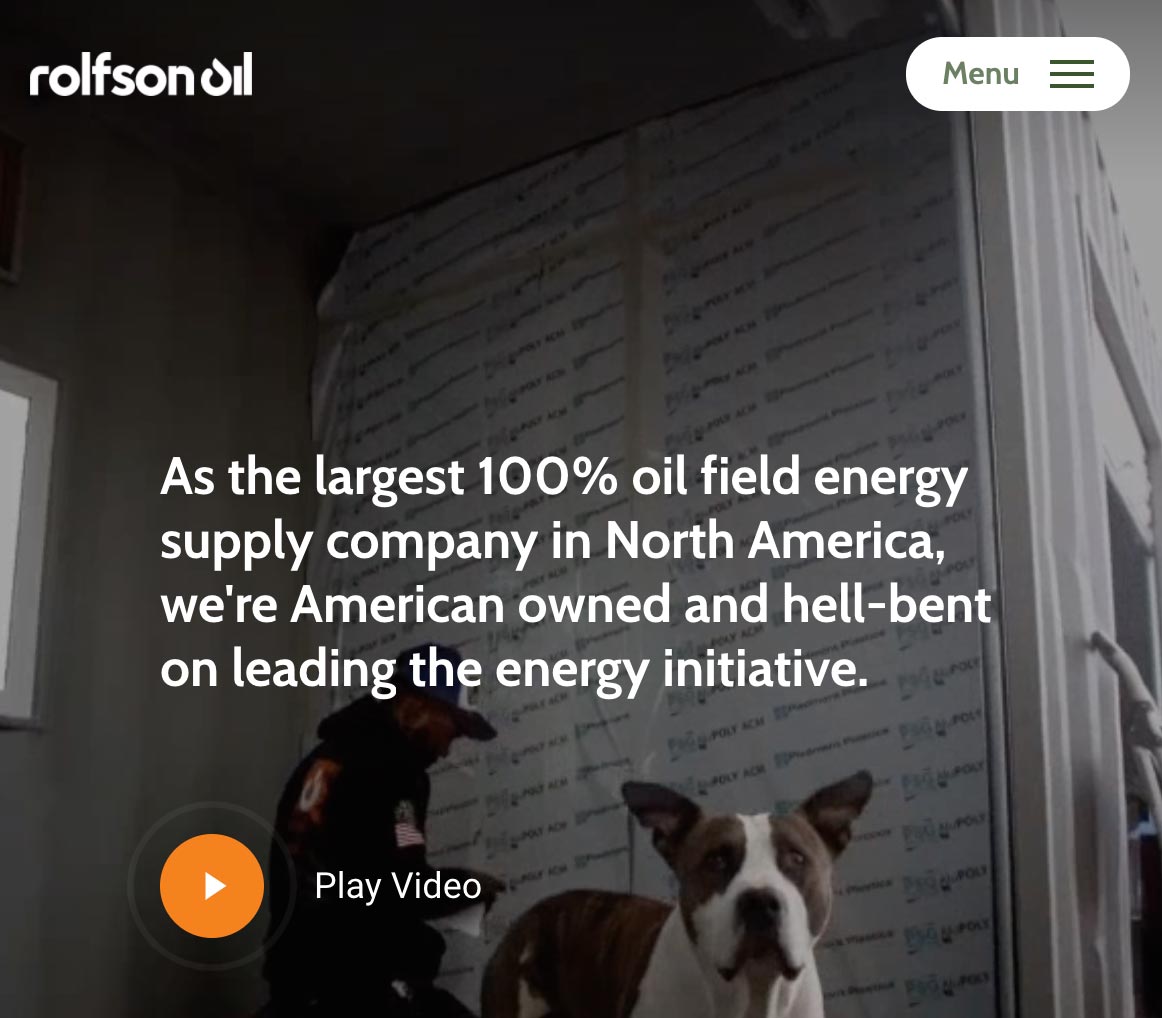 rolfson oil
Menu
As the largest 100% oil field energy
supply company in North America,
we're American owned and hell-bent
on leading the energy initiative.
Play Video